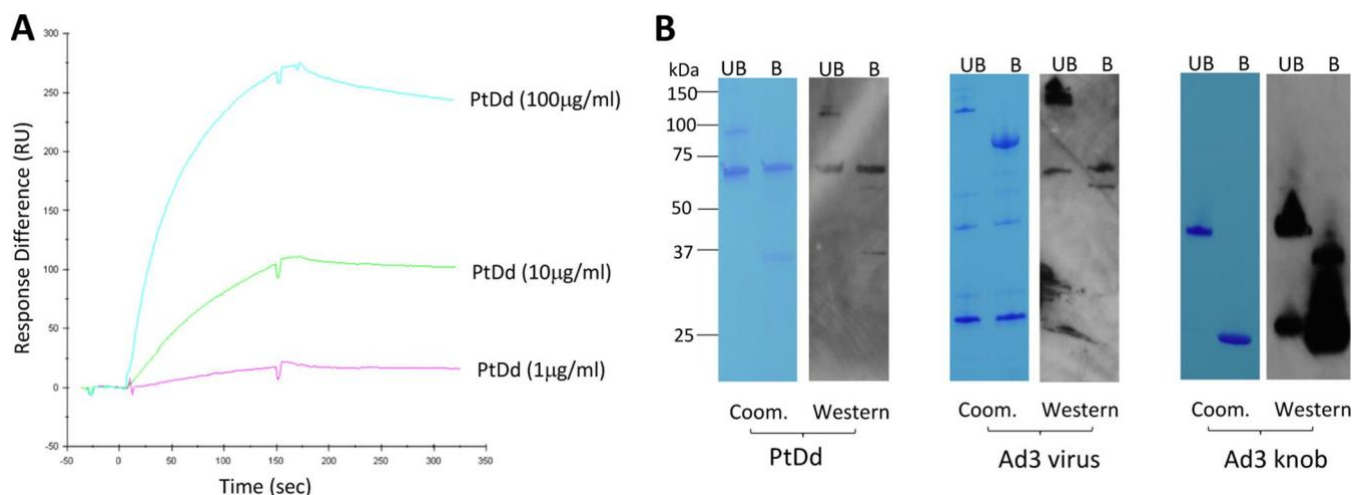 A
Response Difference (RU)
300
250
200
150
100
50
0
-50
-50 0 50 100 150 200 250 300 350
Time (sec)
PtDd (100µg/ml)
PtDd (10µg/ml)
PtDd (1µg/ml)
B
kDa UB B UB B UB B UB B UB B UB B
150
100
75
50
37
25
Coom. Western Coom. Western Coom. Western
PtDd Ad3 virus Ad3 knob